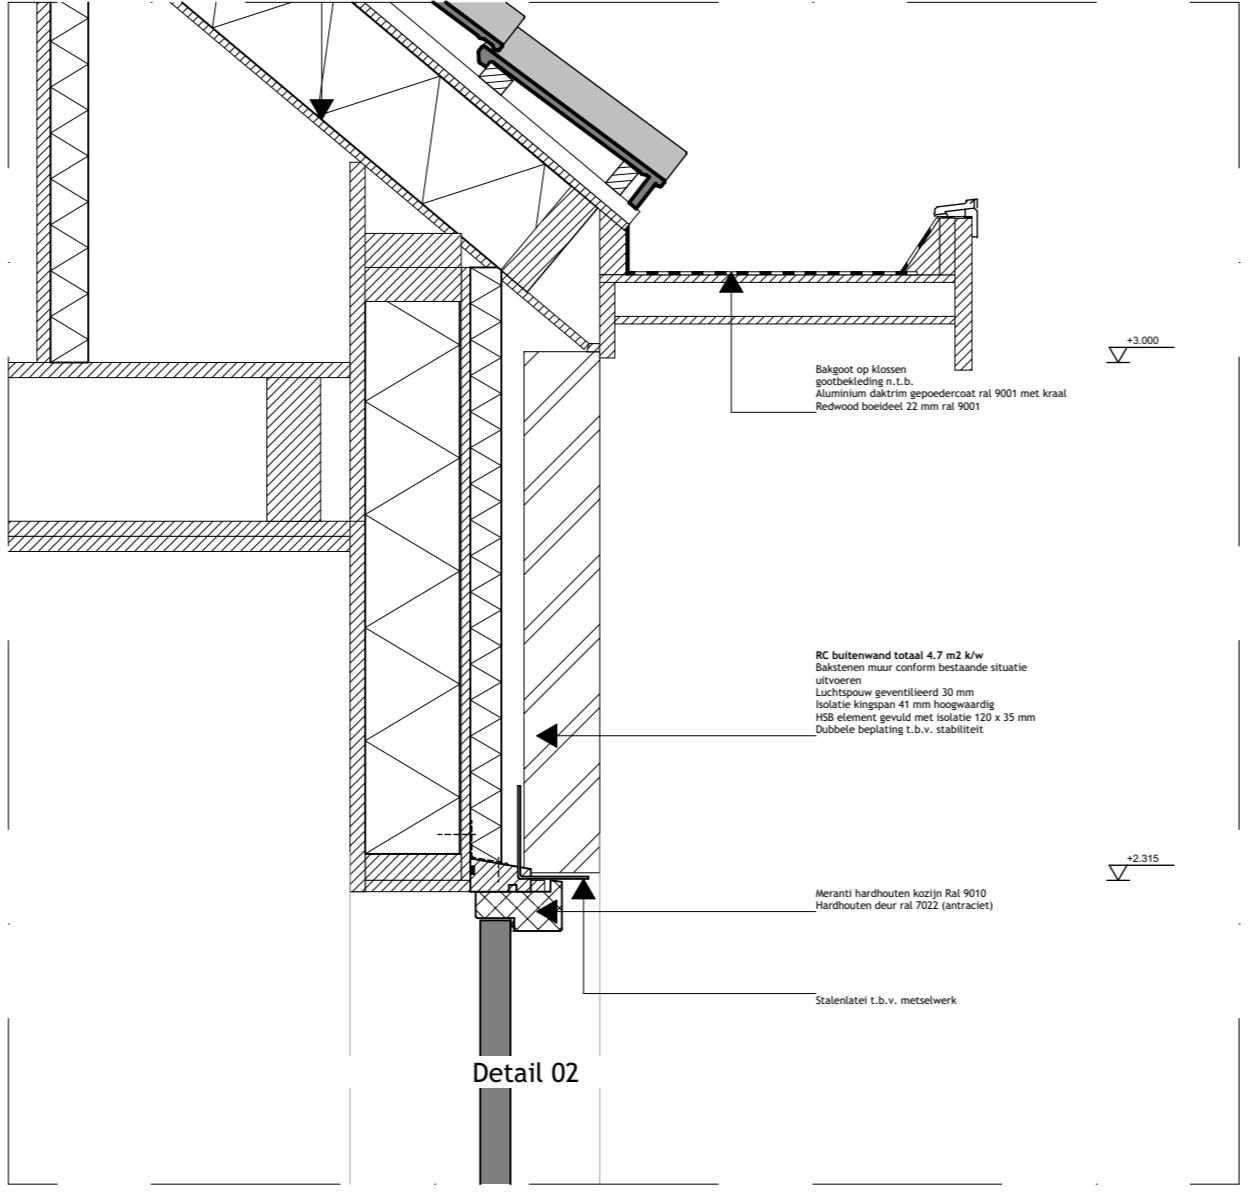 +3.000
Bakgoot op klossen
gootbekleding n.t.b.
Aluminium daktrim gepoedercoat ral 9001 met kraal
Redwood boeideel 22 mm ral 9001
RC buitenwand totaal 4.7 m2 k/w
Bakstenen muur conform bestaande situatie
uitvoeren
Luchtspouw geventilieerd 30 mm
Isolatie kingspan 41 mm hoogwaardig
HSB element gevuld met isolatie 120 x 35 mm
Dubbele beplating t.b.v. stabiliteit
+2.315
Meranti hardhouten kozijn Ral 9010
Hardhouten deur ral 7022 (antraciet)
Stalenlatei t.b.v. metselwerk
Detail 02